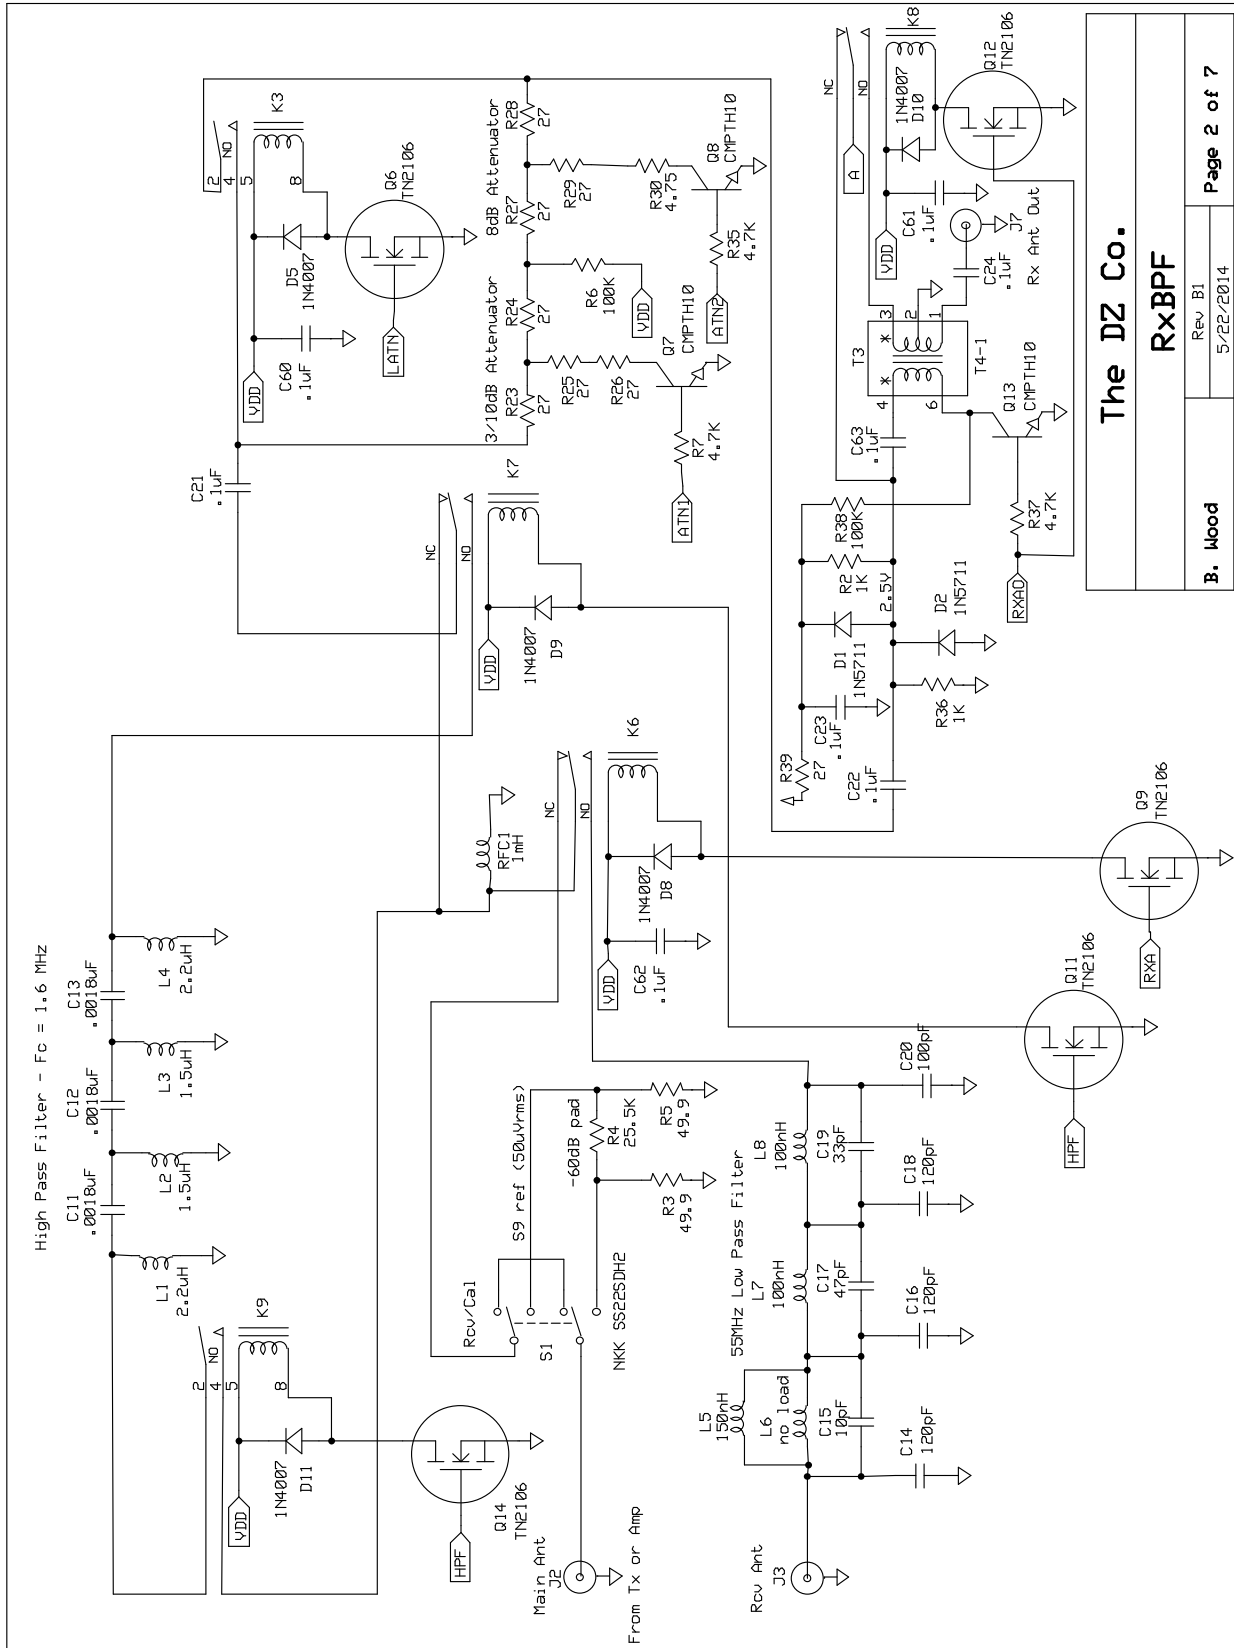 High Pass Filter - Fc = 1.6 MHz
C11
.0018uF
C12
.0018uF
C13
.0018uF
L1
2.2uH
L2
1.5uH
L3
1.5uH
L4
2.2uH
2
NO
4
5
8
K9
VDD
1N4007
D11
HPF
Q14
TN2106
Main Ant
J2
From Tx or Amp
Rcv/Cal
S1
NKK SS22SDH2
S9 ref (50uVrms)
-60dB pad
R4
25.5K
R3
49.9
R5
49.9
Rcv Ant
J3
55MHz Low Pass Filter
L5
150nH
L6
no load
C15
10pF
C14
120pF
L7
100nH
C17
47pF
C16
120pF
L8
100nH
C19
33pF
C18
120pF
C20
100pF
HPF
Q11
TN2106
RXA
Q9
TN2106
RFC1
1mH
NC
NO
K6
VDD
C62
.1uF
1N4007
D8
NC
NO
K7
VDD
1N4007
D9
C21
.1uF
2
NO
4
5
8
K3
VDD
C60
.1uF
D5
1N4007
LATN
Q6
TN2106
3/10dB Attenuator
8dB Attenuator
R23
27
R24
27
R27
27
R28
27
R25
27
R26
27
R6
100K
VDD
R29
27
R30
4.75
ATN1
R7
4.7K
Q7
CMPTH10
ATN2
R35
4.7K
Q8
CMPTH10
R39
27
C23
.1uF
D1
1N5711
R2
1K
R38
100K
C22
.1uF
2.5V
R36
1K
D2
1N5711
C63
.1uF
T3
4
*
*
3
2
6
1
T4-1
C24
.1uF
J7
Rx Ant Out
RXAO
R37
4.7K
Q13
CMPTH10
NC
A
NO
K8
VDD
C61
.1uF
1N4007
D10
Q12
TN2106
The DZ Co.
RxBPF
B. Wood
Rev B1
5/22/2014
Page 2 of 7